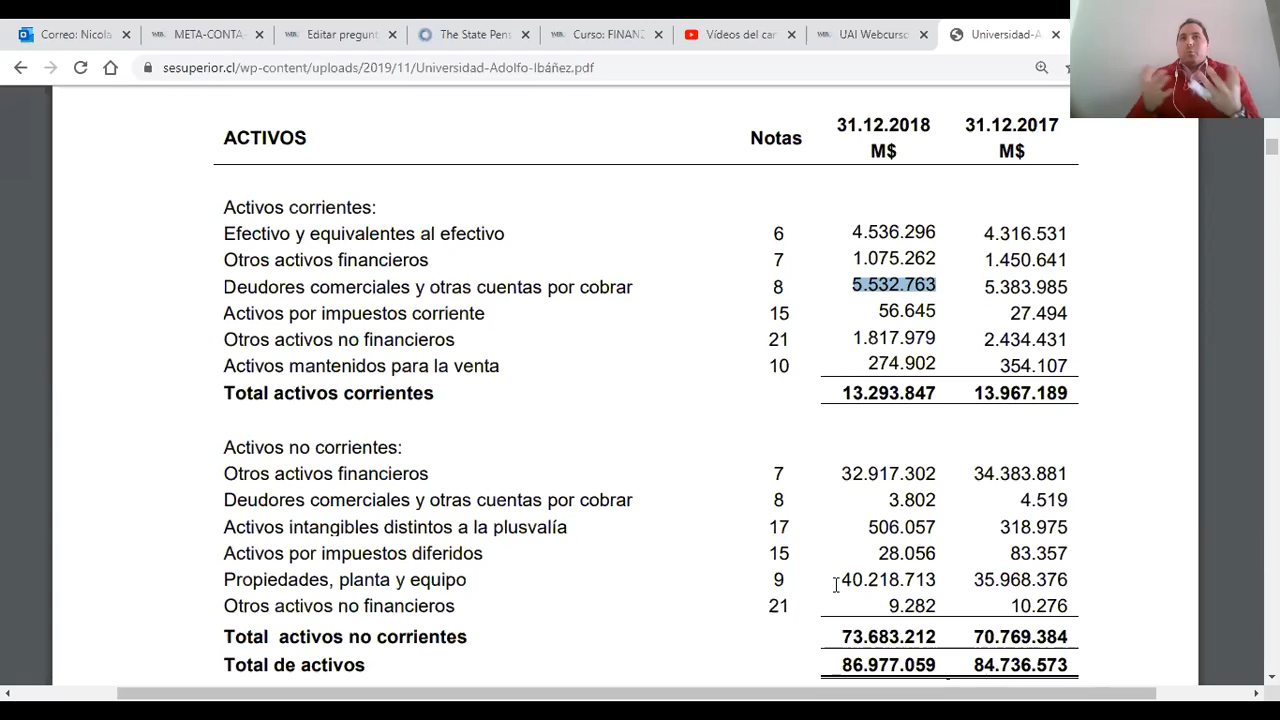 Correo: Nicola
META-CONTA
Editar pregunt
The State Pen
Curso: FINANZ
Vídeos del car
UAI Webcurso
Universidad-A
sesuperior.cl/wp-content/uploads/2019/11/Universidad-Adolfo-Ibáñez.pdf
ACTIVOS Notas 31.12.2018 31.12.2017
M$ M$
Activos corrientes:
Efectivo y equivalentes al efectivo 6 4.536.296 4.316.531
Otros activos financieros 7 1.075.262 1.450.641
Deudores comerciales y otras cuentas por cobrar 8 5.532.763 5.383.985
Activos por impuestos corriente 15 56.645 27.494
Otros activos no financieros 21 1.817.979 2.434.431
Activos mantenidos para la venta 10 274.902 354.107
Total activos corrientes 13.293.847 13.967.189
Activos no corrientes:
Otros activos financieros 7 32.917.302 34.383.881
Deudores comerciales y otras cuentas por cobrar 8 3.802 4.519
Activos intangibles distintos a la plusvalía 17 506.057 318.975
Activos por impuestos diferidos 15 28.056 83.357
Propiedades, planta y equipo 9 40.218.713 35.968.376
Otros activos no financieros 21 9.282 10.276
Total activos no corrientes 73.683.212 70.769.384
Total de activos 86.977.059 84.736.573